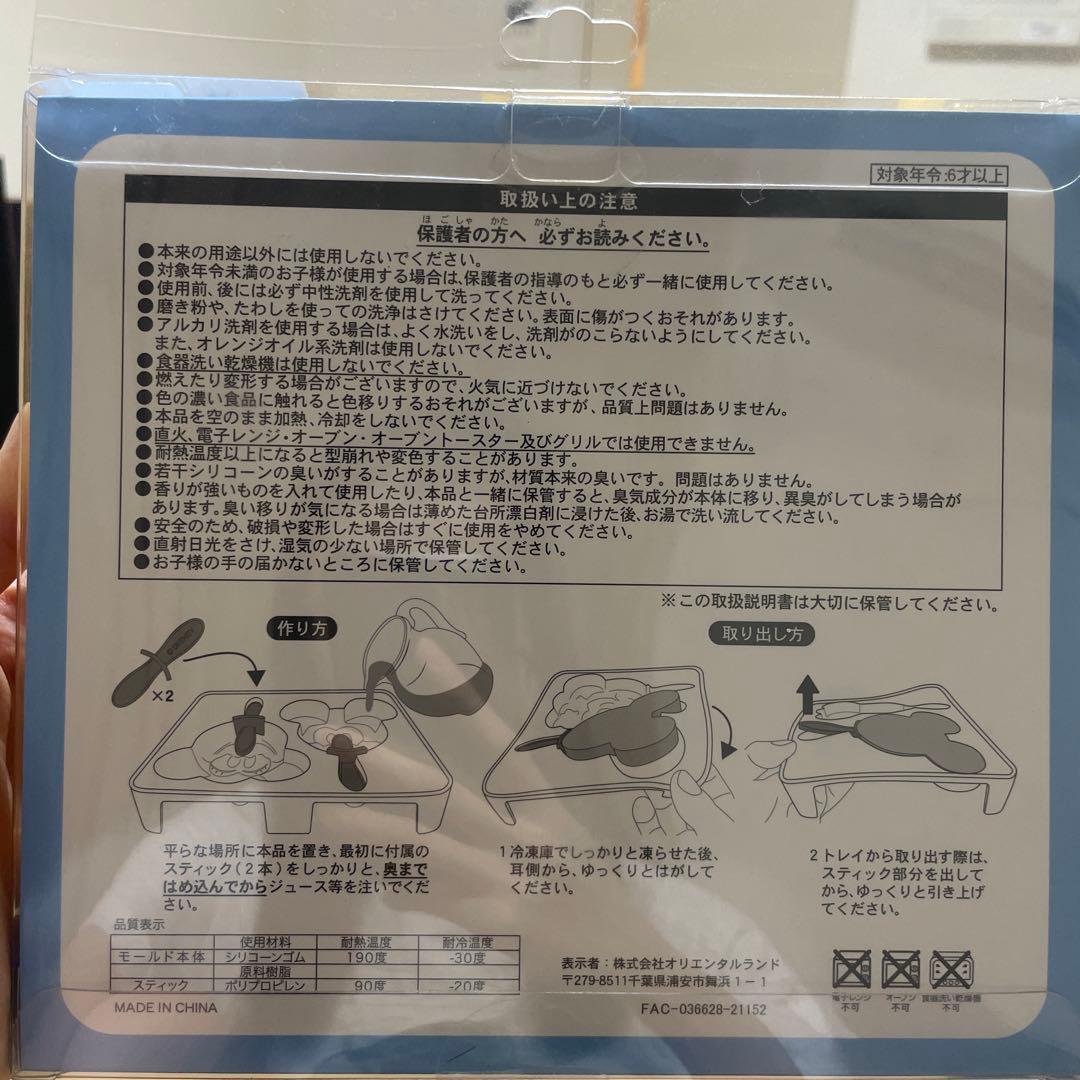 対象年令:6才以上
取扱い上の注意
ほごしゃ かた かなら よ
保護者の方へ 必ずお読みください。
●本来の用途以外には使用しないでください。
●対象年令未満のお子様が使用する場合は、保護者の指導のもと必ず一緒に使用してください。
●使用前、後には必ず中性洗剤を使用して洗ってください。
●磨き粉や、たわしを使っての洗浄はさけてください。表面に傷がつくおそれがあります。
●アルカリ洗剤を使用する場合は、よく水洗いをし、洗剤がのこらないようにしてください。
また、オレンジオイル系洗剤は使用しないでください。
●食器洗い乾燥機は使用しないでください。
●燃えたり変形する場合がございますので、火気に近づけないでください。
●色の濃い食品に触れると色移りするおそれがございますが、品質上問題はありません。
●本品を空のまま加熱、冷却をしないでください。
●直火、電子レンジ・オーブン・オーブントースター及びグリルでは使用できません。
●耐熱温度以上になると型崩れや変色することがあります。
●若干シリコーンの臭いがすることがありますが、材質本来の臭いです。問題はありません。
●香りが強いものを入れて使用したり、本品と一緒に保管すると、臭気成分が本体に移り、異臭がしてしまう場合が
あります。臭い移りが気になる場合は薄めた台所漂白剤に浸けた後、お湯で洗い流してください。
●安全のため、破損や変形した場合はすぐに使用をやめてください。
●直射日光をさけ、湿気の少ない場所で保管してください。
●お子様の手の届かないところに保管してください。
※この取扱説明書は大切に保管してください。
作り方
×2
平らな場所に本品を置き、最初に付属の
スティック(2本)をしっかりと、奥まで
はめ込んでからジュース等を注いでくだ
さい。
取り出し方
1冷凍庫でしっかりと凍らせた後、
耳側から、ゆっくりとはがして
ください。
2トレイから取り出す際は、
スティック部分を出して
から、ゆっくりと引き上げ
てください。
品質表示
使用材料 耐熱温度 耐冷温度
モールド本体 シリコーンゴム 190度 -30度
原料樹脂
スティック ポリプロピレン 90度 -20度
MADE IN CHINA
表示者:株式会社オリエンタルランド
〒279-8511千葉県浦安市舞浜1-1
FAC-036628-21152
電子レンジ オーブン 食器洗い乾燥機
不可 不可 不可